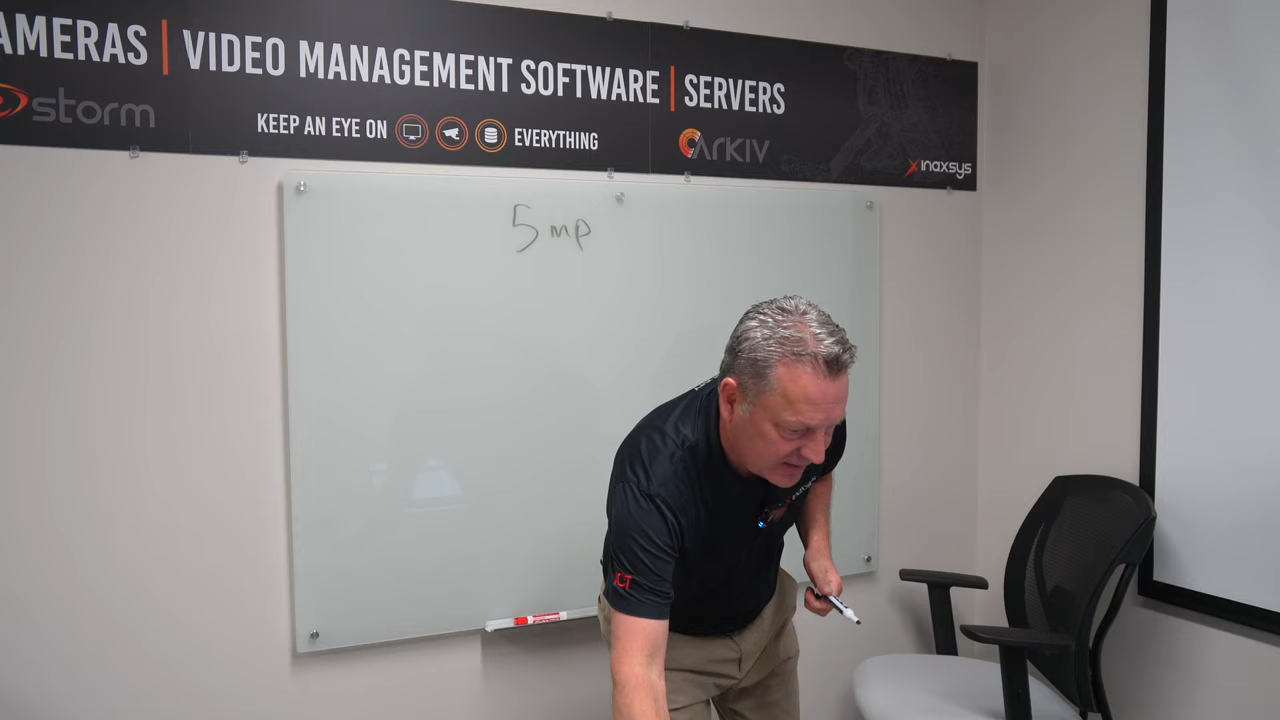 AMERAS | VIDEO MANAGEMENT SOFTWARE | SERVERS
storm
KEEP AN EYE ON EVERYTHING
ARKIV
inaxsys
5 mp